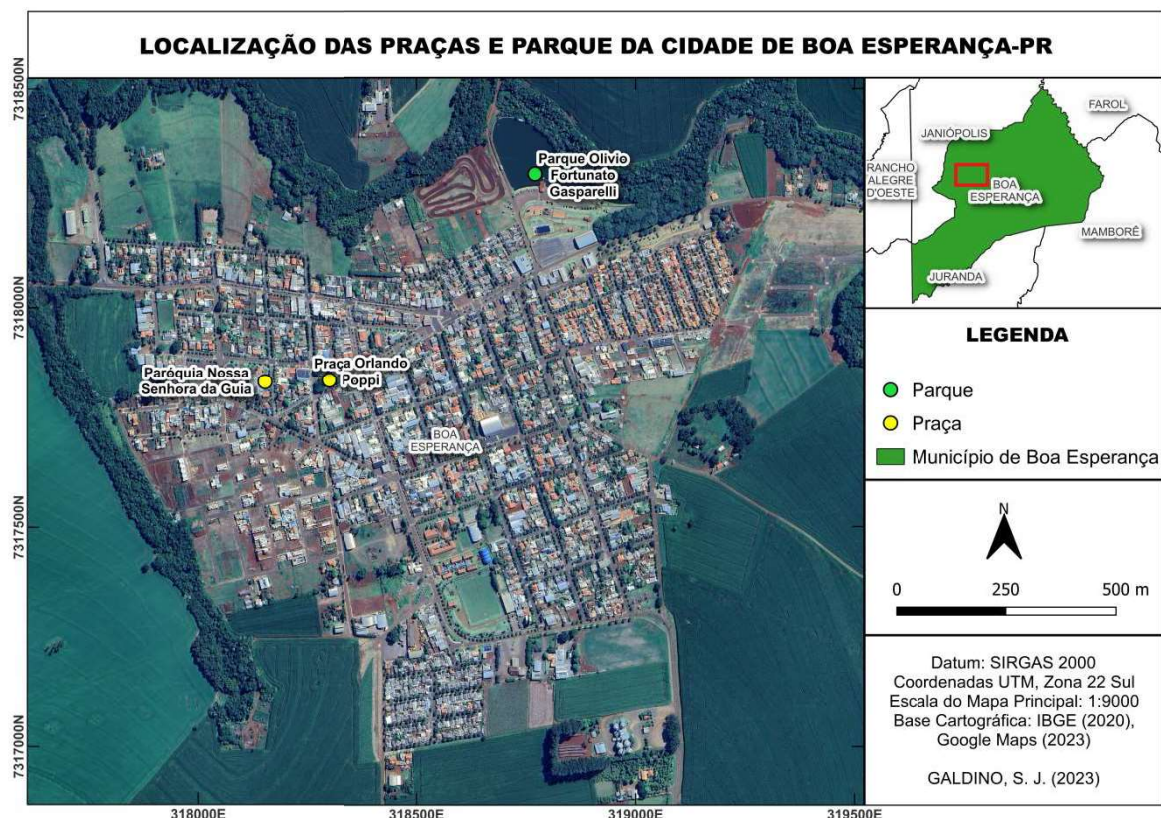 LOCALIZAÇÃO DAS PRAÇAS E PARQUE DA CIDADE DE BOA ESPERANÇA-PR
7318500N
7318000N
7317500N
7317000N
Parque Olivio
Fortunato
Gasparelli
Paróquia Nossa
Senhora da Guia
Praça Orlando
Poppi
BOA
ESPERANÇA
318000E
318500E
319000E
319500E
FAROL
JANIÓPOLIS
RANCHO
ALEGRE
D'OESTE
BOA
ESPERANÇA
MAMBORÊ
JURANDA
LEGENDA
Parque
Praça
Município de Boa Esperança
N
0 250 500 m
Datum: SIRGAS 2000
Coordenadas UTM, Zona 22 Sul
Escala do Mapa Principal: 1:9000
Base Cartográfica: IBGE (2020),
Google Maps (2023)
GALDINO, S. J. (2023)